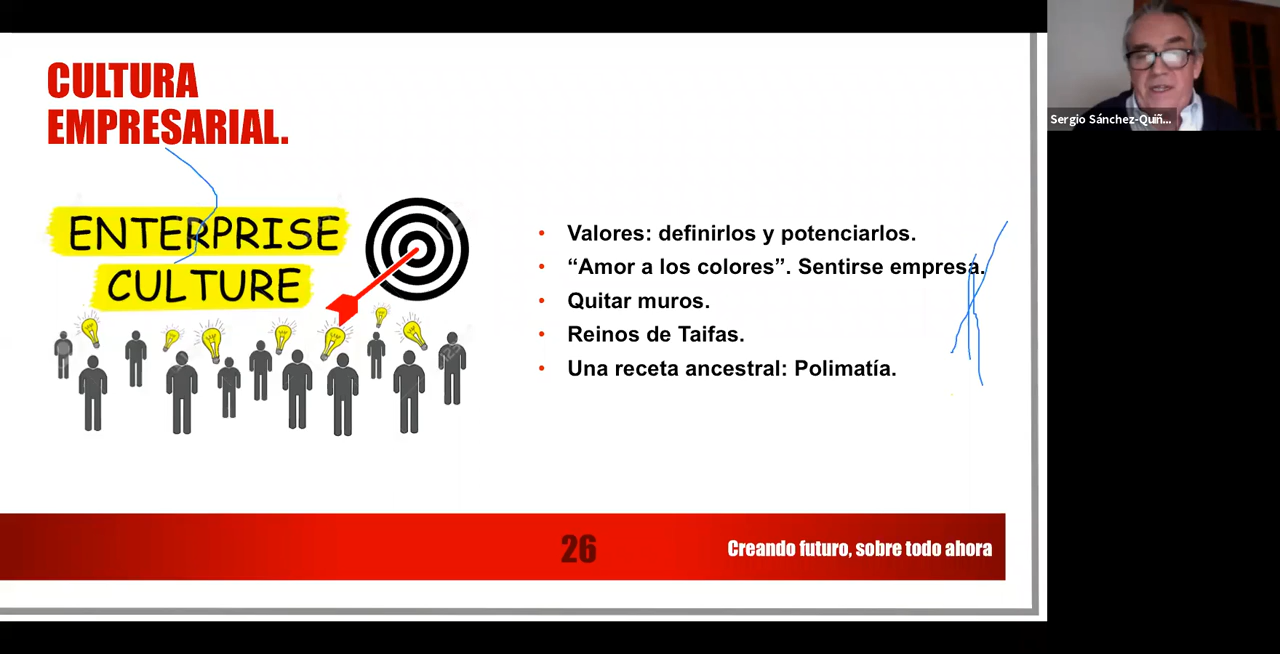 CULTURA
EMPRESARIAL.
ENTERPRISE
CULTURE
• Valores: definirlos y potenciarlos.
• “Amor a los colores”. Sentirse empresa.
• Quitar muros.
• Reinos de Taifas.
• Una receta ancestral: Polimatía.
26
Creando futuro, sobre todo ahora
Sergio Sánchez-Quiñ...